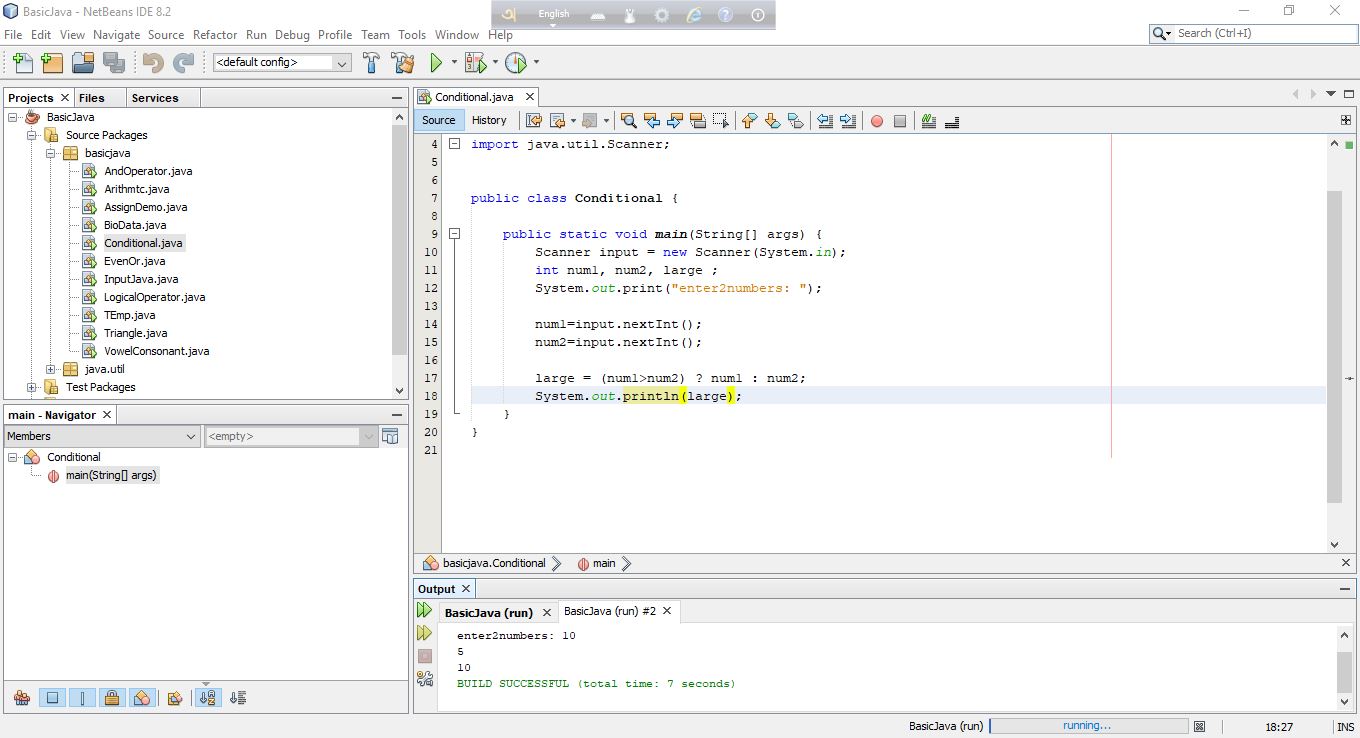 BasicJava - NetBeans IDE 8.2
English
File Edit View Navigate Source Refactor Run Debug Profile Team Tools Window Help
Search (Ctrl+I)
<default config>
Projects Files Services
BasicJava
Source Packages
basicjava
AndOperator.java
Arithmtc.java
AssignDemo.java
BioData.java
Conditional.java
EvenOr.java
InputJava.java
LogicalOperator.java
TEmp.java
Triangle.java
VowelConsonant.java
java.util
Test Packages
main - Navigator
Members <empty>
Conditional
main(String[] args)
Conditional.java
Source History
4 import java.util.Scanner;
5
6
7 public class Conditional {
8
9 public static void main(String[] args) {
10 Scanner input = new Scanner(System.in);
11 int num1, num2, large ;
12 System.out.print("enter2numbers: ");
13
14 num1=input.nextInt();
15 num2=input.nextInt();
16
17 large = (num1>num2) ? num1 : num2;
18 System.out.println(large);
19 }
20 }
21
basicjava.Conditional main
Output
BasicJava (run) BasicJava (run) #2
enter2numbers: 10
5
10
BUILD SUCCESSFUL (total time: 7 seconds)
BasicJava (run) running... 18:27 INS